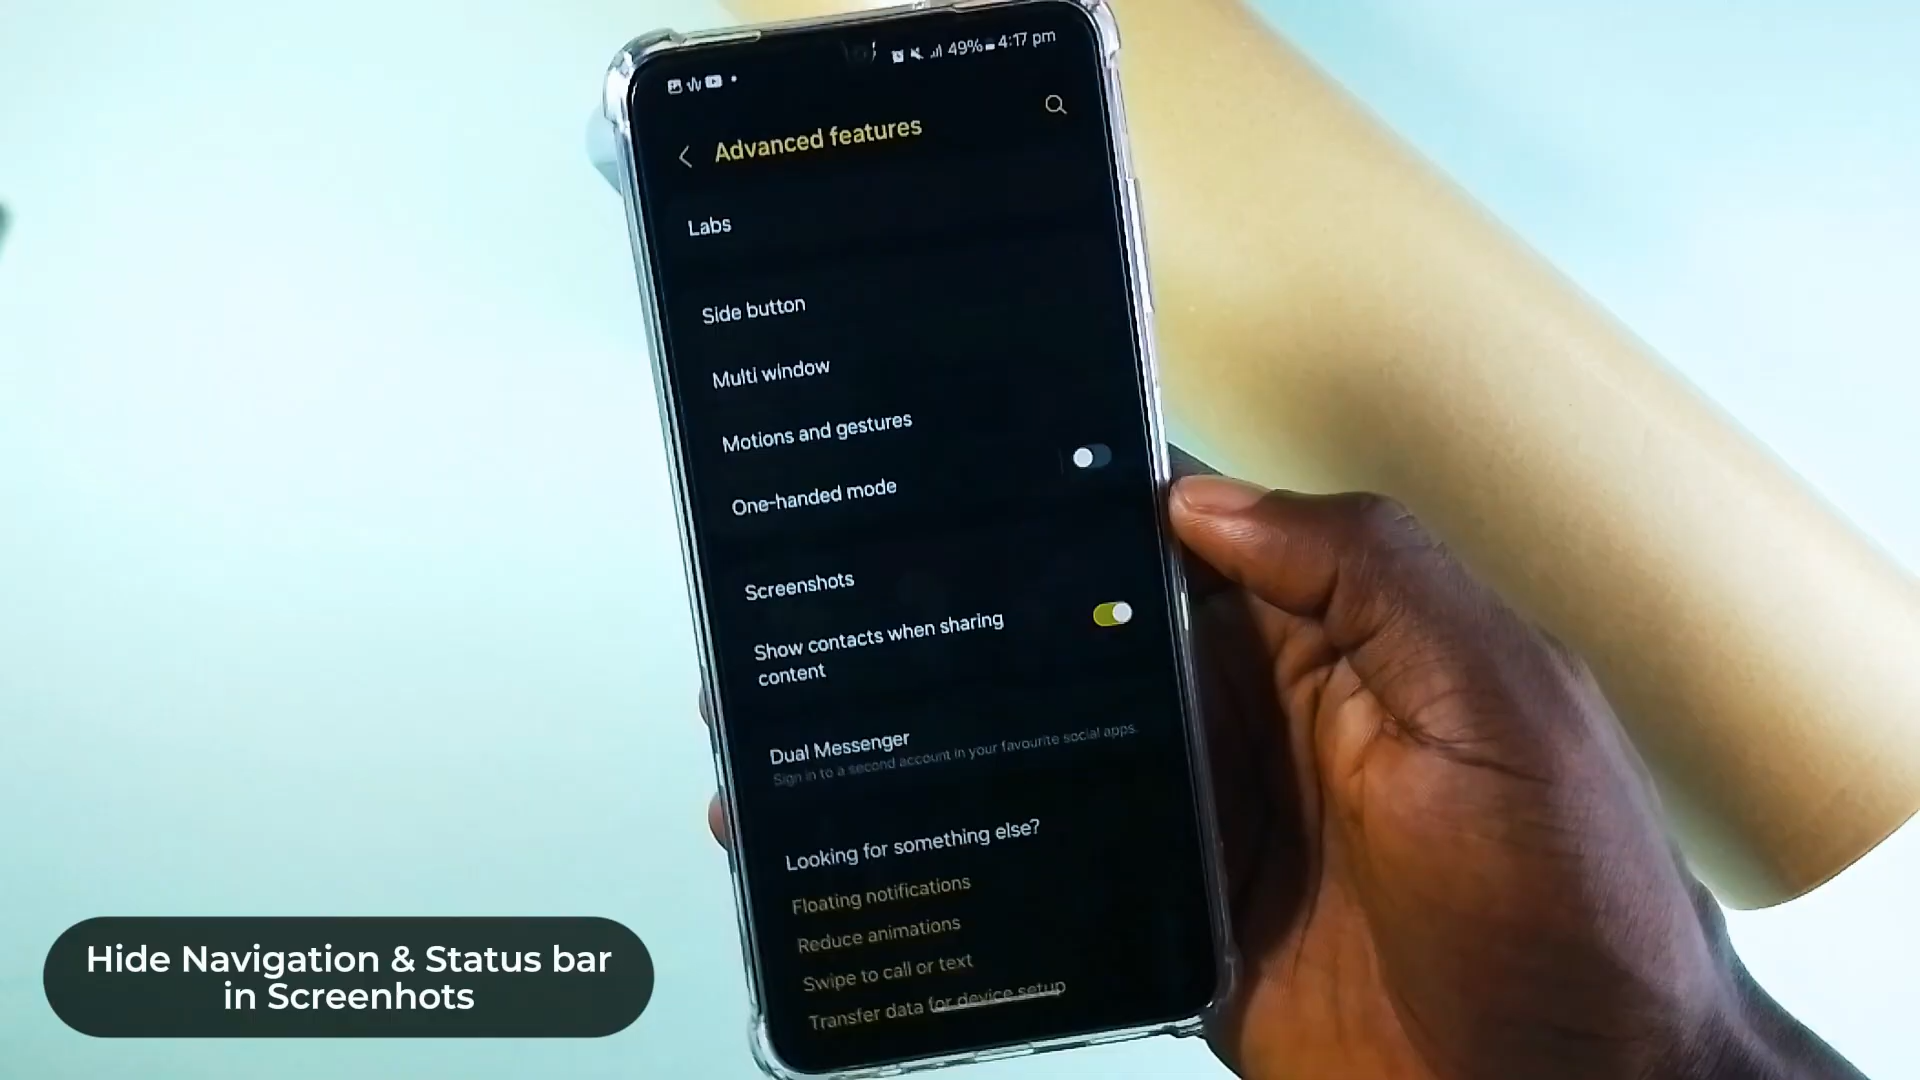 49% 4:17 pm
Advanced features
Labs
Side button
Multi window
Motions and gestures
One-handed mode
Screenshots
Show contacts when sharing
content
Dual Messenger
Sign in to a second account in your favourite social apps.
Looking for something else?
Floating notifications
Reduce animations
Swipe to call or text
Transfer data for device setup
Hide Navigation & Status bar
in Screenhots